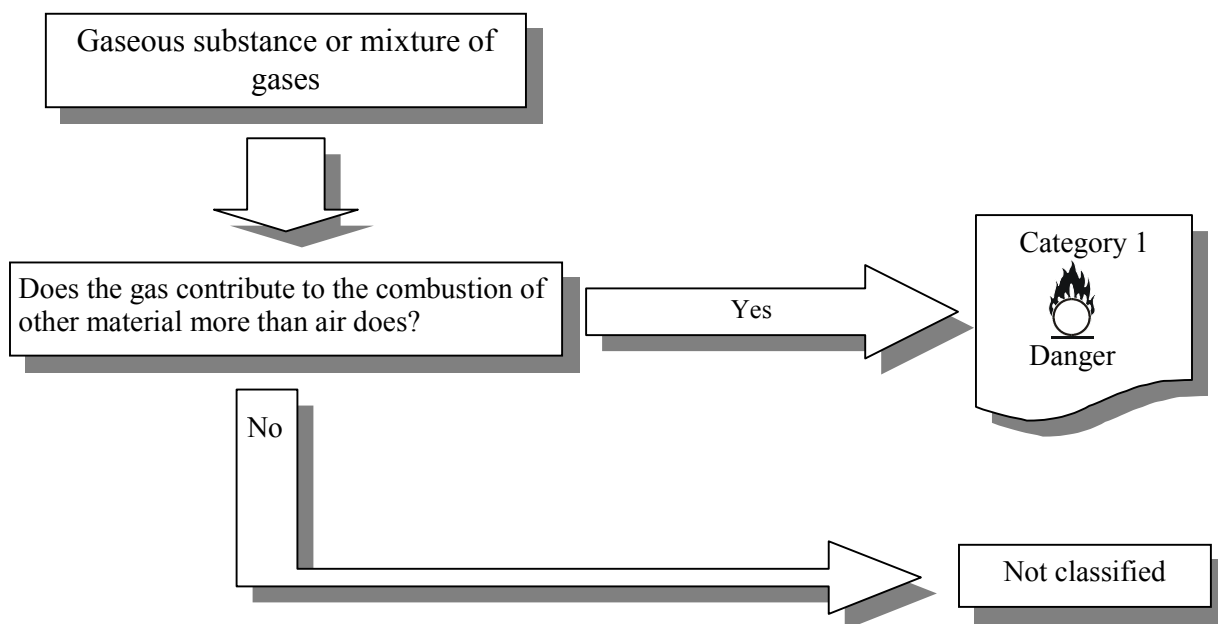 Gaseous substance or mixture of
gases
Does the gas contribute to the combustion of
other material more than air does?
Yes
Category 1
Danger
No
Not classified